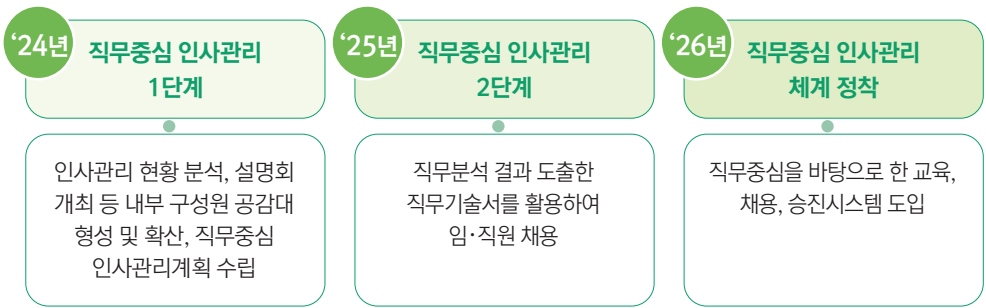 ‘24년
직무중심 인사관리
1단계
인사관리 현황 분석, 설명회
개최 등 내부 구성원 공감대
형성 및 확산, 직무중심
인사관리계획 수립
‘25년
직무중심 인사관리
2단계
직무분석 결과 도출한
직무기술서를 활용하여
임·직원 채용
‘26년
직무중심 인사관리
체계 정착
직무중심을 바탕으로 한 교육,
채용, 승진시스템 도입